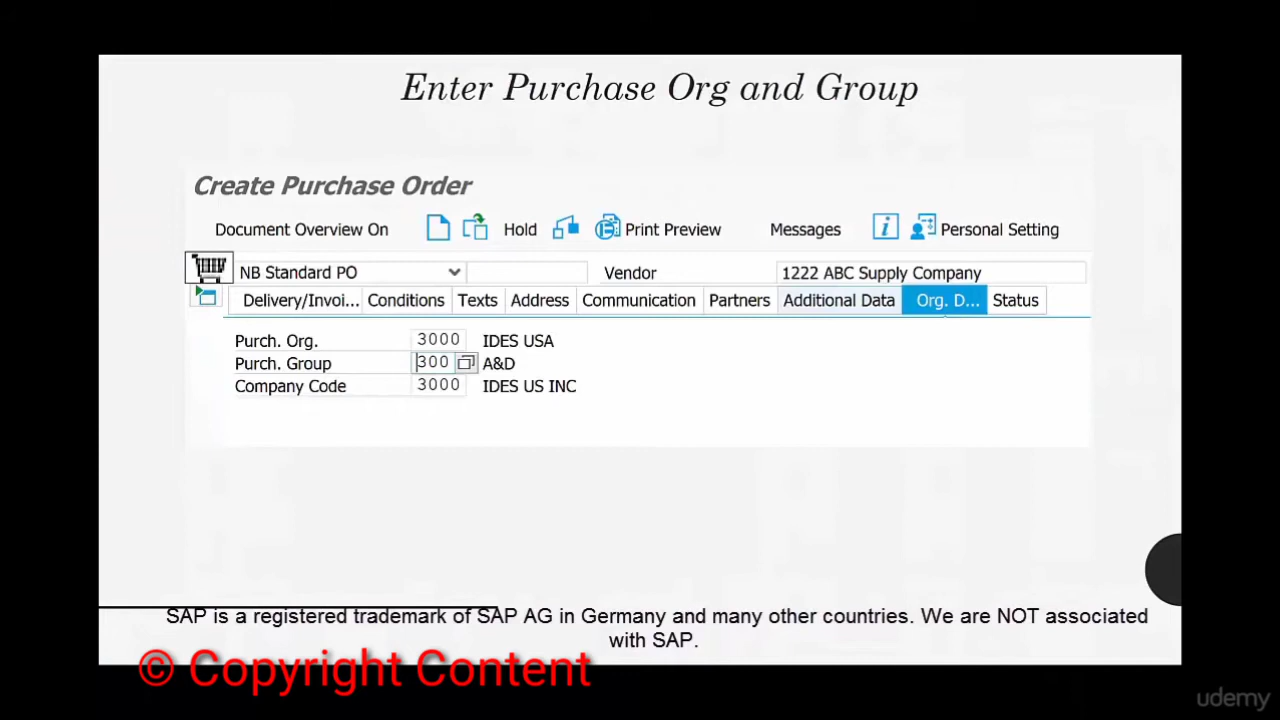 Enter Purchase Org and Group
Create Purchase Order
Document Overview On Hold Print Preview Messages Personal Setting
NB Standard PO Vendor 1222 ABC Supply Company
Delivery/Invoi... Conditions Texts Address Communication Partners Additional Data Org. D... Status
Purch. Org. 3000 IDES USA
Purch. Group 300 A&D
Company Code 3000 IDES US INC
SAP is a registered trademark of SAP AG in Germany and many other countries. We are NOT associated
with SAP.
© Copyright Content
udemy